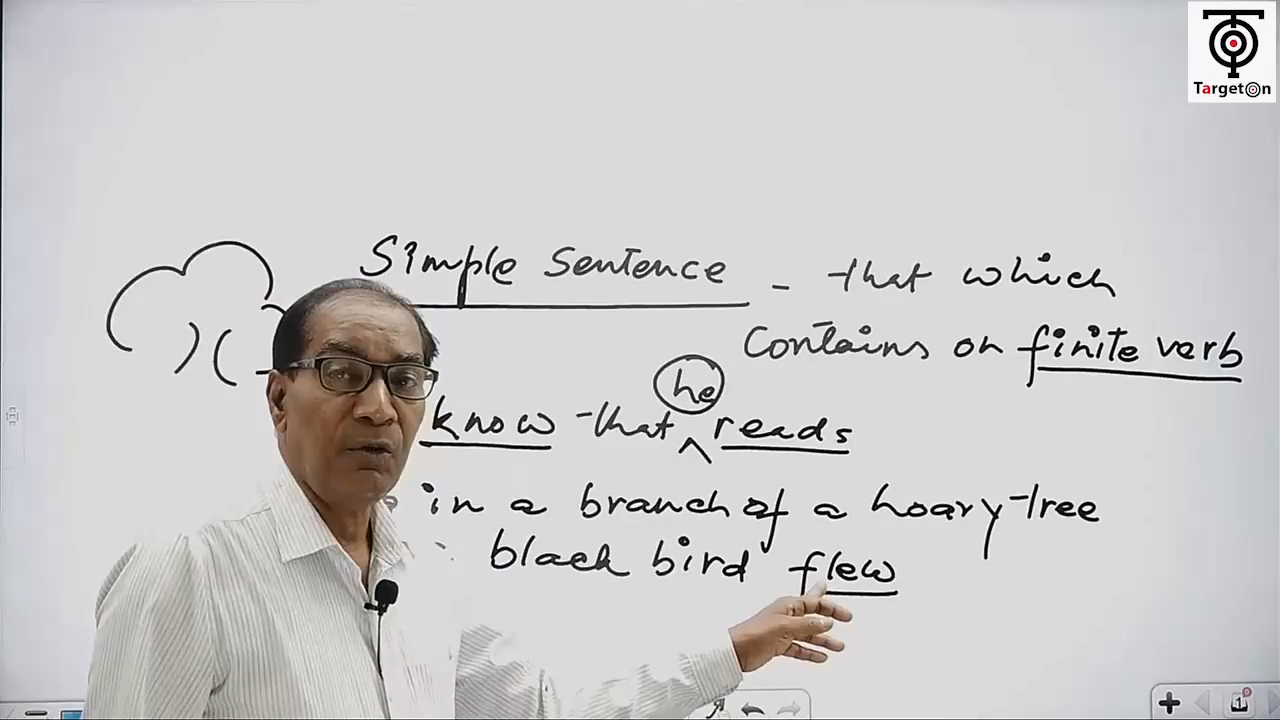 TargetOn
Simple Sentence - that which
contains on finite verb
he
know that ^ reads
in a branch of a hoary tree
black bird flew
1